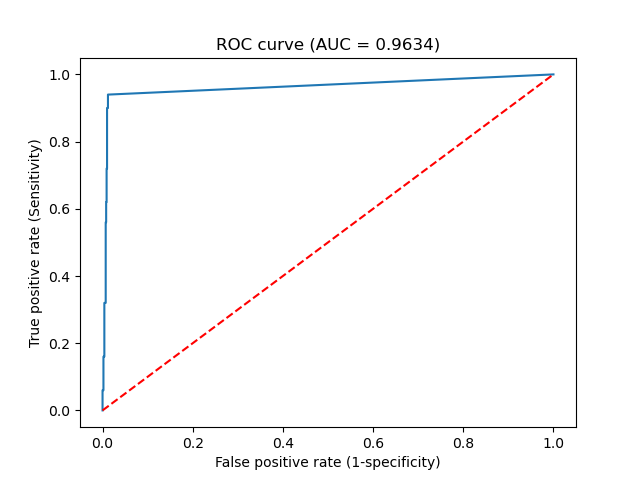 ROC curve (AUC = 0.9634)
True positive rate (Sensitivity)
1.0
0.8
0.6
0.4
0.2
0.0
0.0 0.2 0.4 0.6 0.8 1.0
False positive rate (1-specificity)